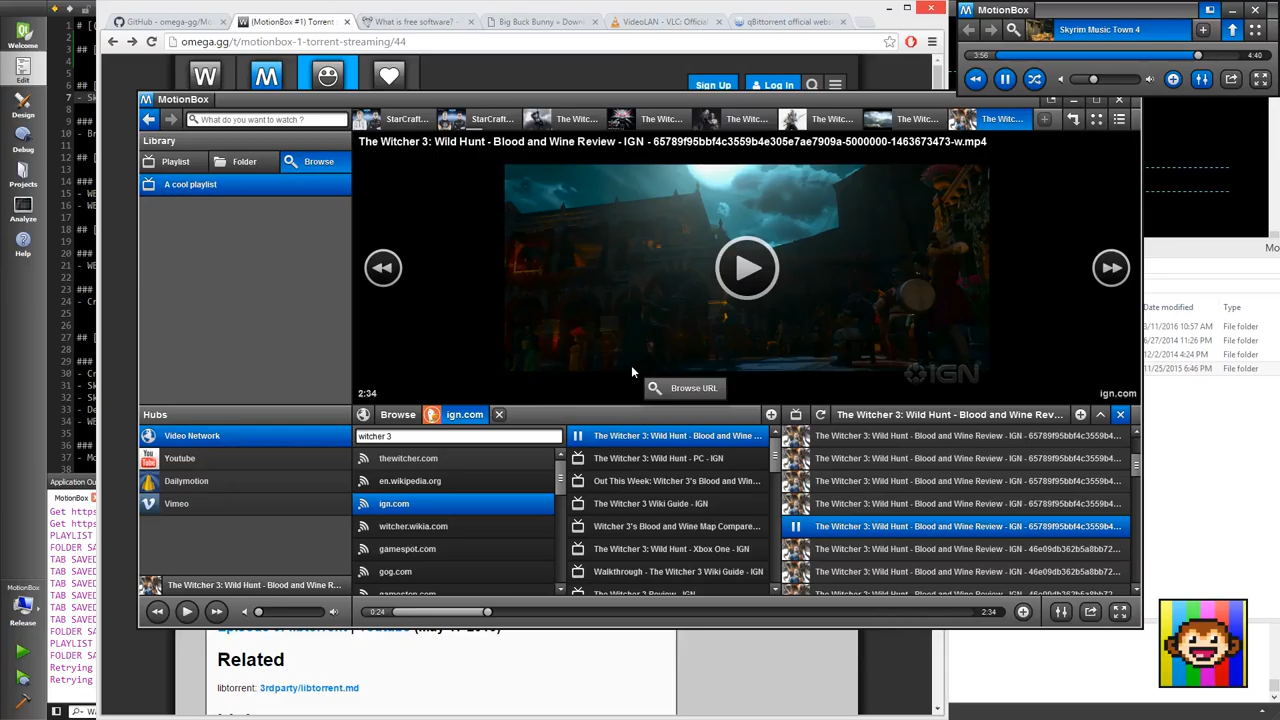 GitHub - omega-gg/Mo
(MotionBox #1) Torrent
What is free software?
Big Buck Bunny » Downl
VideoLAN - VLC: Official
qBittorrent official webs
omega.gg/t/motionbox-1-torrent-streaming/44
MotionBox
Skyrim Music Town 4
3:56
4:40
Welcome
Edit
Design
Debug
Projects
Analyze
Help
Sign Up
Log In
MotionBox
What do you want to watch ?
StarCraf...
StarCraf...
The Witc...
The Witc...
The Witc...
The Witc...
The Witc...
The Witc...
Library
The Witcher 3: Wild Hunt - Blood and Wine Review - IGN - 65789f95bbf4c3559b4e305e7ae7909a-5000000-1463673473-w.mp4
Playlist
Folder
Browse
A cool playlist
IGN
Browse URL
2:34
ign.com
Hubs
Browse
ign.com
The Witcher 3: Wild Hunt - Blood and Wine Rev...
Video Network
witcher 3
The Witcher 3: Wild Hunt - Blood and Wine ...
The Witcher 3: Wild Hunt - Blood and Wine Review - IGN - 65789f95bbf4c3559b4...
Youtube
thewitcher.com
The Witcher 3: Wild Hunt - PC - IGN
The Witcher 3: Wild Hunt - Blood and Wine Review - IGN - 65789f95bbf4c3559b4...
Dailymotion
en.wikipedia.org
Out This Week: Witcher 3's Blood and Win...
The Witcher 3: Wild Hunt - Blood and Wine Review - IGN - 65789f95bbf4c3559b4...
Vimeo
ign.com
The Witcher 3 Wiki Guide - IGN
The Witcher 3: Wild Hunt - Blood and Wine Review - IGN - 65789f95bbf4c3559b4...
witcher.wikia.com
Witcher 3's Blood and Wine Map Compare...
The Witcher 3: Wild Hunt - Blood and Wine Review - IGN - 65789f95bbf4c3559b4...
gamespot.com
The Witcher 3: Wild Hunt - Xbox One - IGN
The Witcher 3: Wild Hunt - Blood and Wine Review - IGN - 46e09db362b5a8bb72...
gog.com
Walkthrough - The Witcher 3 Wiki Guide - IGN
The Witcher 3: Wild Hunt - Blood and Wine Review - IGN - 46e09db362b5a8bb72...
The Witcher 3: Wild Hunt - Blood and Wine R...
0:24
2:34
Related
libtorrent: 3rdparty/libtorrent.md
Date modified
Type
3/11/2016 10:57 AM
File folder
6/27/2014 11:26 PM
File folder
12/2/2014 4:24 PM
File folder
11/25/2015 6:46 PM
File folder
Application Ou
MotionBox
Get https
Get https
PLAYLIST
FOLDER SA
TAB SAVED
TAB SAVED
TAB SAVED
TAB SAVED
TAB SAVED
FOLDER SA
PLAYLIST
FOLDER SA
Retrying
Retrying
MotionBox
Release